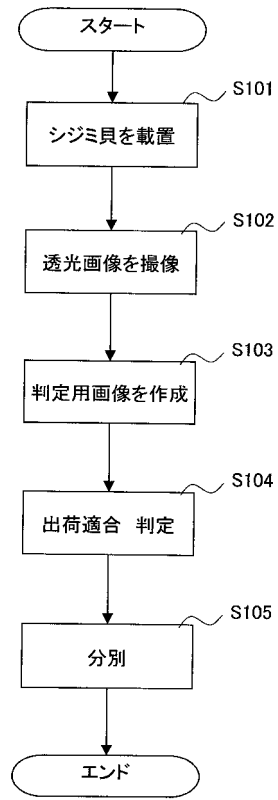 スタート
S101
シジミ貝を載置
S102
透光画像を撮像
S103
判定用画像を作成
S104
出荷適合　判定
S105
分別
エンド